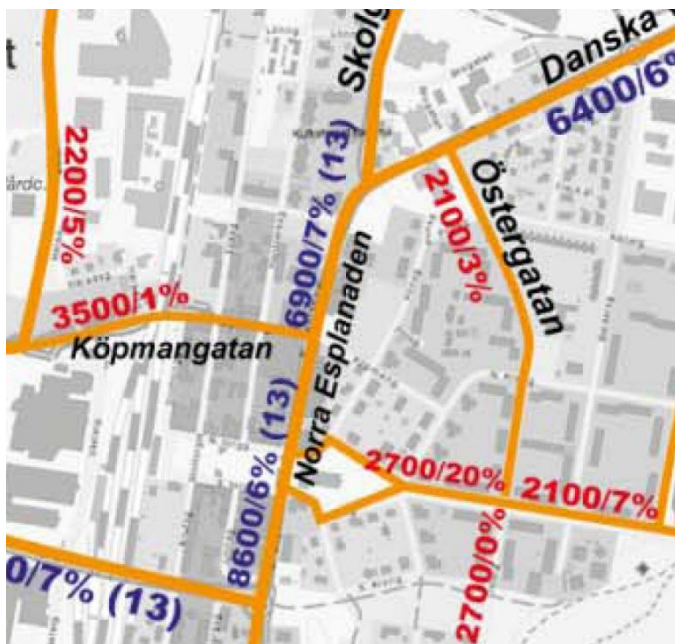 Danska
6400/6%
Skolg
t
2200/5%
6900/7% (13)
2100/3%
Östergatan
3500/1%
Köpmangatan
Norra Esplanaden
8600/6% (13)
2700/20%
2100/7%
2700/0%
0/7% (13)